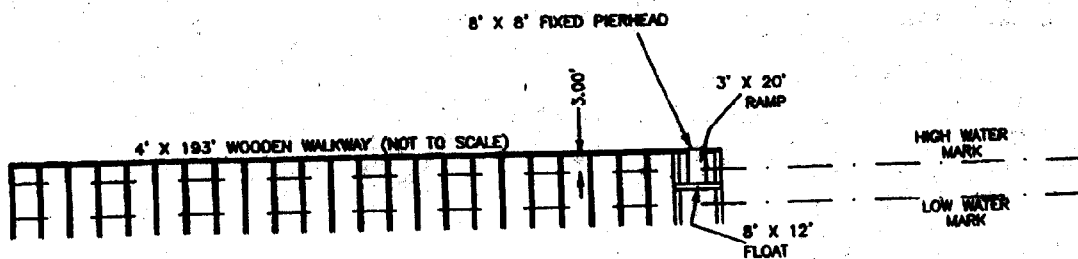 8' X 8' FIXED PIERHEAD
3.00'
3' X 20'
RAMP
4' X 193' WOODEN WALKWAY (NOT TO SCALE)
HIGH WATER
MARK
LOW WATER
MARK
8' X 12'
FLOAT